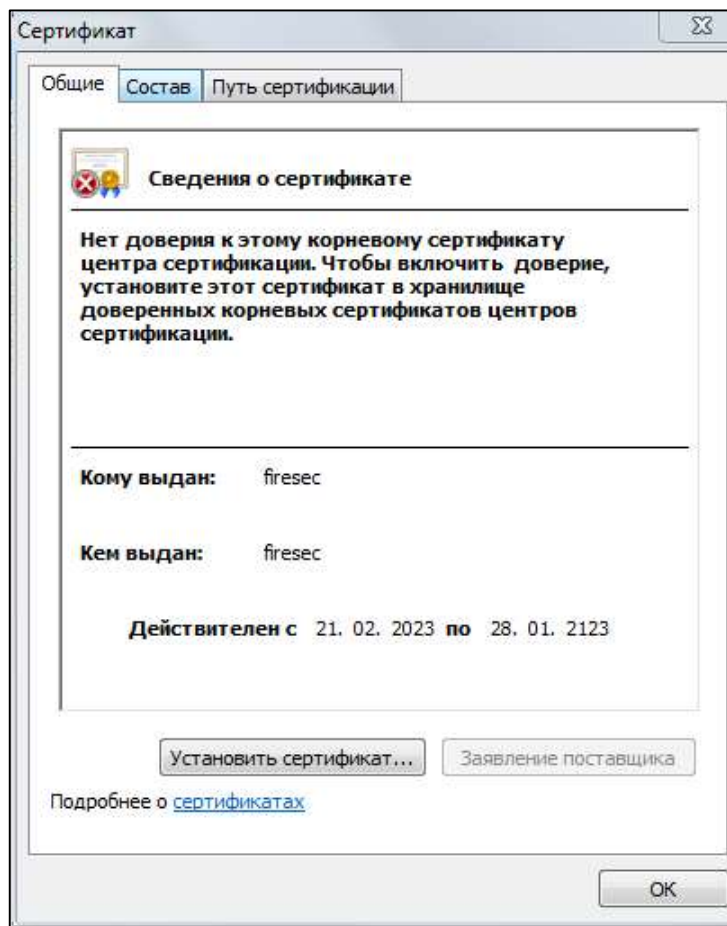 Сертификат
Общие Состав Путь сертификации
Сведения о сертификате
Нет доверия к этому корневому сертификату
центра сертификации. Чтобы включить доверие,
установите этот сертификат в хранилище
доверенных корневых сертификатов центров
сертификации.
Кому выдан: firesec
Кем выдан: firesec
Действителен с 21. 02. 2023 по 28. 01. 2123
Установить сертификат... Заявление поставщика
Подробнее о сертификатах
ОК